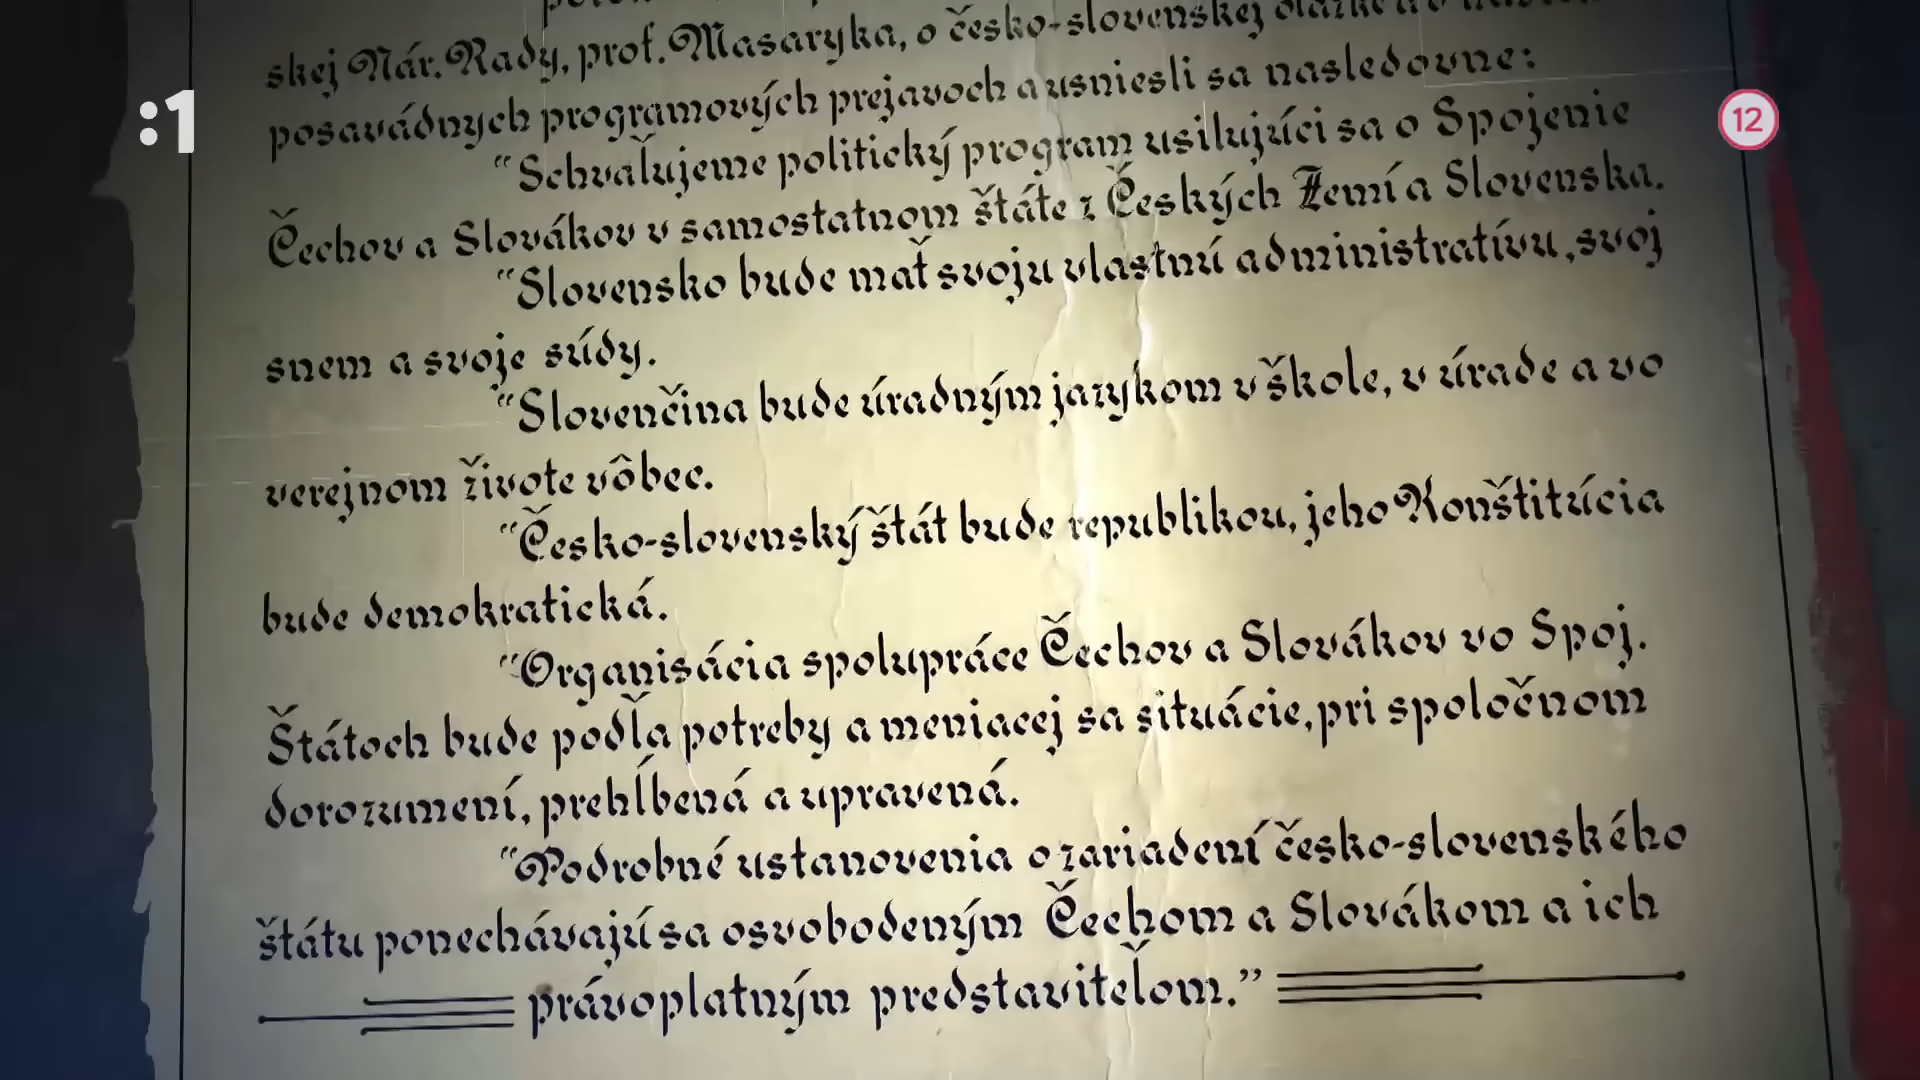 skej Nár. Rady, prof. Masaryka, o česko-slovenskej
posavádnych programových prejavoch a usniesli sa nasledovne:
:1
12
"Schvaľujeme politický program usilujúci sa o Spojenie
Čechov a Slovákov v samostatnom štáte z Českých Zemí a Slovenska.
"Slovensko bude mať svoju vlastnú administratívu, svoj
snem a svoje súdy.
"Slovenčina bude úradným jazykom v škole, v úrade a vo
verejnom živote vôbec.
"Česko-slovenský štát bude republikou, jeho Konštitúcia
bude demokratická.
"Organisácia spolupráce Čechov a Slovákov vo Spoj.
Štátoch bude podľa potreby a meniacej sa situácie, pri spoločnom
dorozumení, prehĺbená a upravená.
"Podrobné ustanovenia o zariadení česko-slovenského
štátu ponechávajú sa osvobodeným Čechom a Slovákom a ich
právoplatným predstaviteľom."